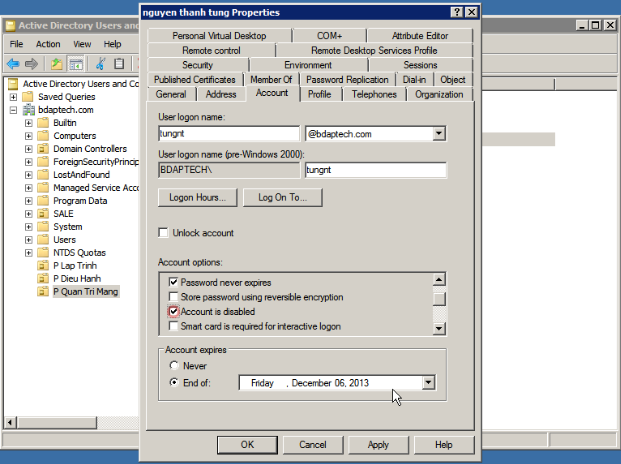 nguyen thanh tung Properties
Active Directory Users and
File Action View Help
Active Directory Users and Co
Saved Queries
bdaptech.com
Builtin
Computers
Domain Controllers
ForeignSecurityPrincip
LostAndFound
Managed Service Acco
Program Data
SALE
System
Users
NTDS Quotas
P Lap Trinh
P Dieu Hanh
P Quan Tri Mang
Personal Virtual Desktop COM+ Attribute Editor
Remote control Remote Desktop Services Profile
Security Environment Sessions
Published Certificates Member Of Password Replication Dial-in Object
General Address Account Profile Telephones Organization
User logon name:
tungnt @bdaptech.com
User logon name (pre-Windows 2000):
BDAPTECH\ tungnt
Logon Hours... Log On To...
Unlock account
Account options:
Password never expires
Store password using reversible encryption
Account is disabled
Smart card is required for interactive logon
Account expires
Never
End of: Friday , December 06, 2013
OK Cancel Apply Help